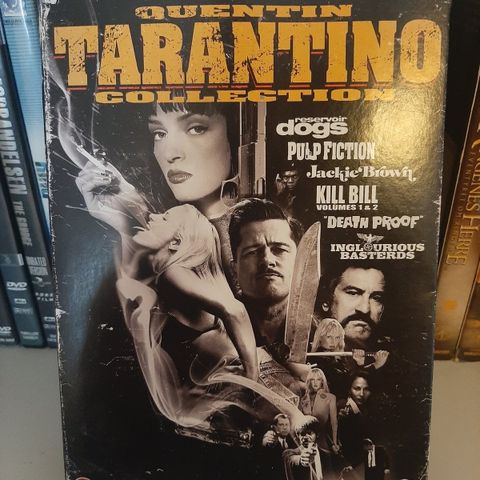 QUENTIN
TARANTINO
COLLECTION
reservoir
dogs
PULP FICTION
Jackie Brown
KILL BILL
VOLUMES 1 & 2
"DEATH PROOF"
INGLOURIOUS
BASTERDS
DVD
DVD